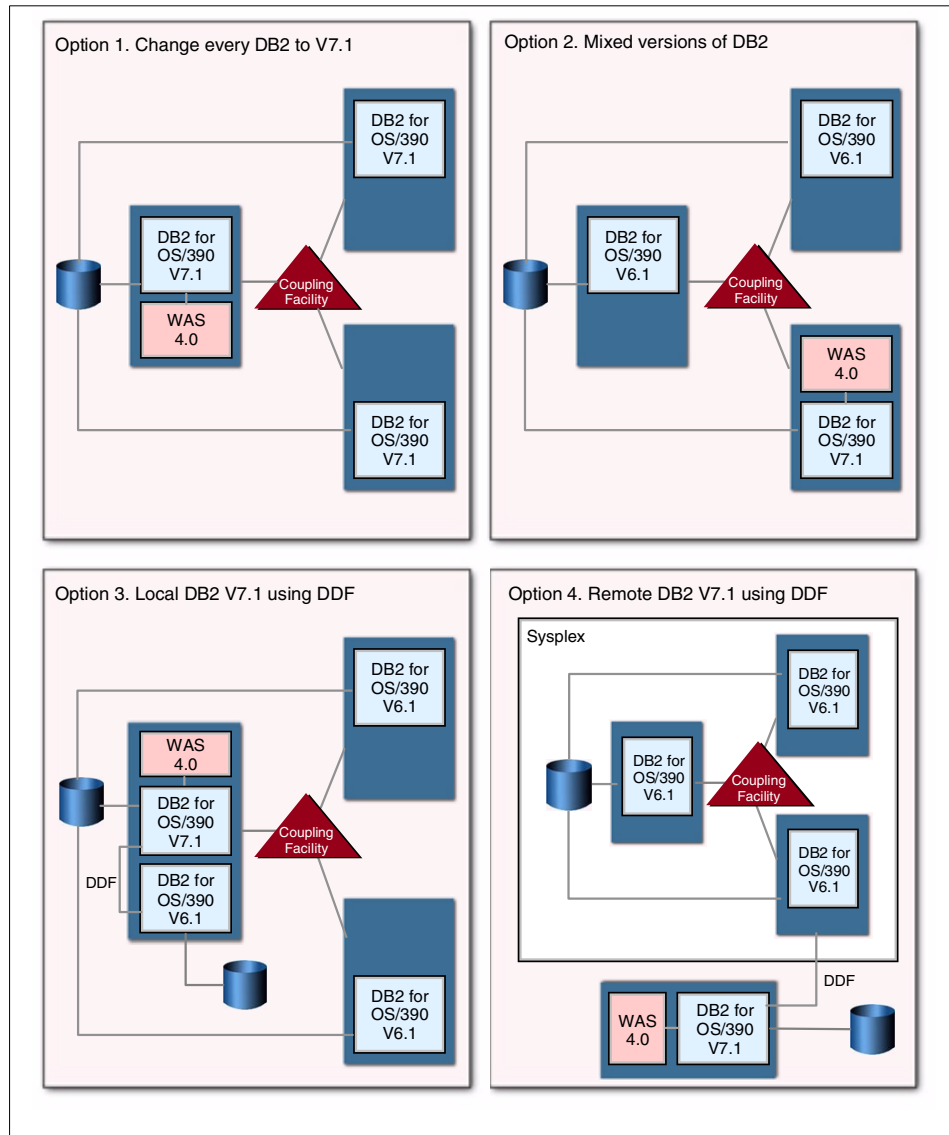 Option 1. Change every DB2 to V7.1
DB2 for
OS/390
V7.1
DB2 for
OS/390
V7.1
WAS
4.0
Coupling
Facility
DB2 for
OS/390
V7.1
Option 2. Mixed versions of DB2
DB2 for
OS/390
V6.1
DB2 for
OS/390
V6.1
Coupling
Facility
WAS
4.0
DB2 for
OS/390
V7.1
Option 3. Local DB2 V7.1 using DDF
DB2 for
OS/390
V6.1
WAS
4.0
DB2 for
OS/390
V7.1
Coupling
Facility
DDF
DB2 for
OS/390
V6.1
DB2 for
OS/390
V6.1
Option 4. Remote DB2 V7.1 using DDF
Sysplex
DB2 for
OS/390
V6.1
DB2 for
OS/390
V6.1
Coupling
Facility
DB2 for
OS/390
V6.1
DDF
WAS
4.0
DB2 for
OS/390
V7.1